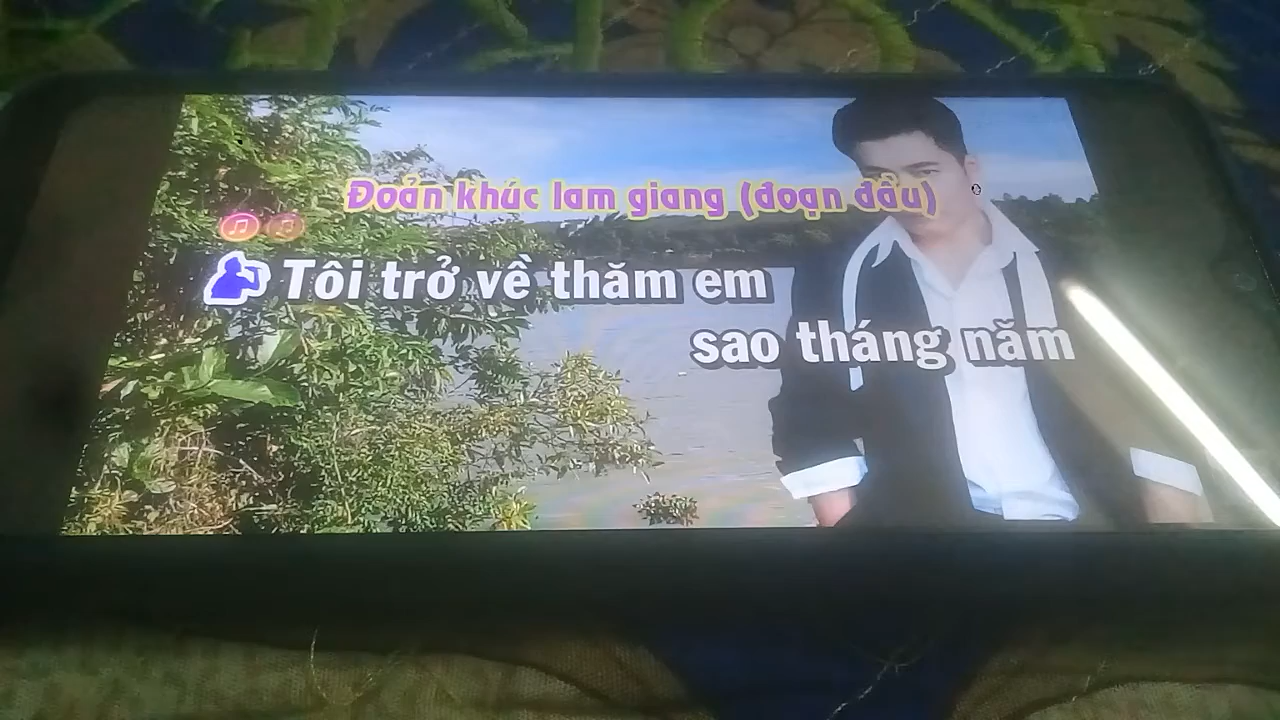 Đoản khúc lam giang (đoạn đầu)
Tôi trở về thăm em
sao tháng năm